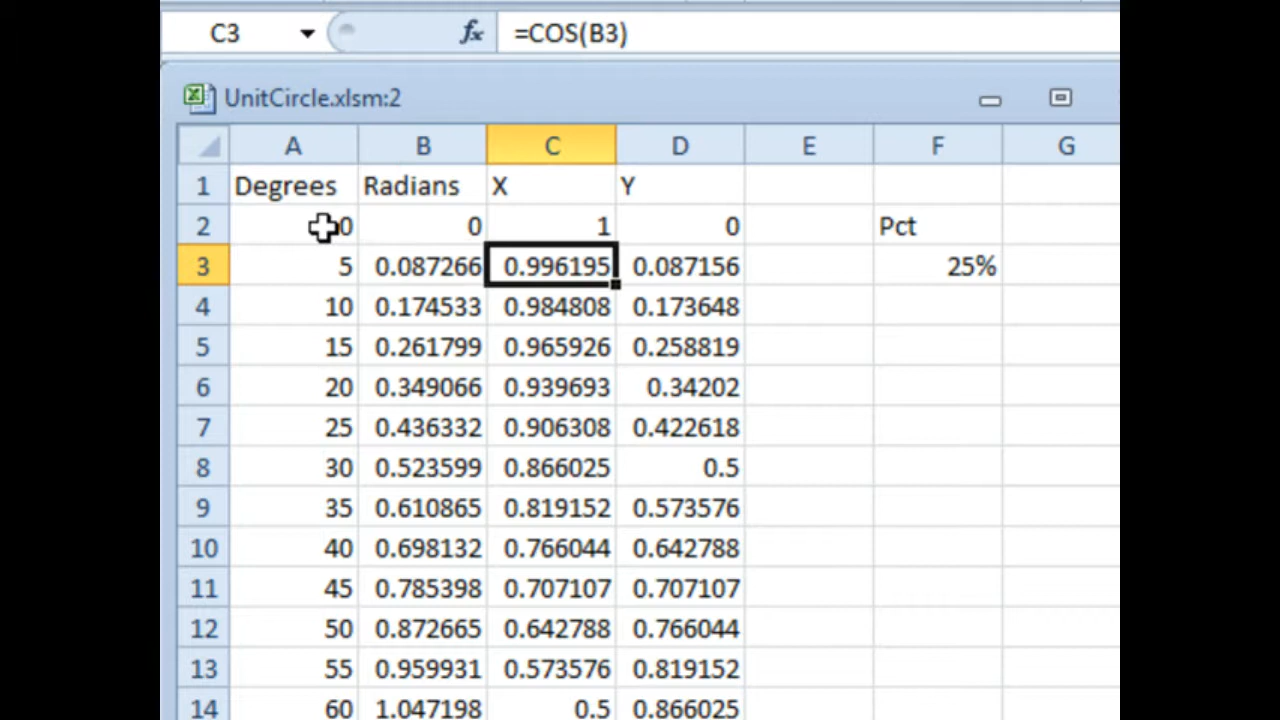 C3 fx =COS(B3)
UnitCircle.xlsm:2
A B C D E F G
1 Degrees Radians X Y
2 0 0 1 0 Pct
3 5 0.087266 0.996195 0.087156 25%
4 10 0.174533 0.984808 0.173648
5 15 0.261799 0.965926 0.258819
6 20 0.349066 0.939693 0.34202
7 25 0.436332 0.906308 0.422618
8 30 0.523599 0.866025 0.5
9 35 0.610865 0.819152 0.573576
10 40 0.698132 0.766044 0.642788
11 45 0.785398 0.707107 0.707107
12 50 0.872665 0.642788 0.766044
13 55 0.959931 0.573576 0.819152
14 60 1.047198 0.5 0.866025